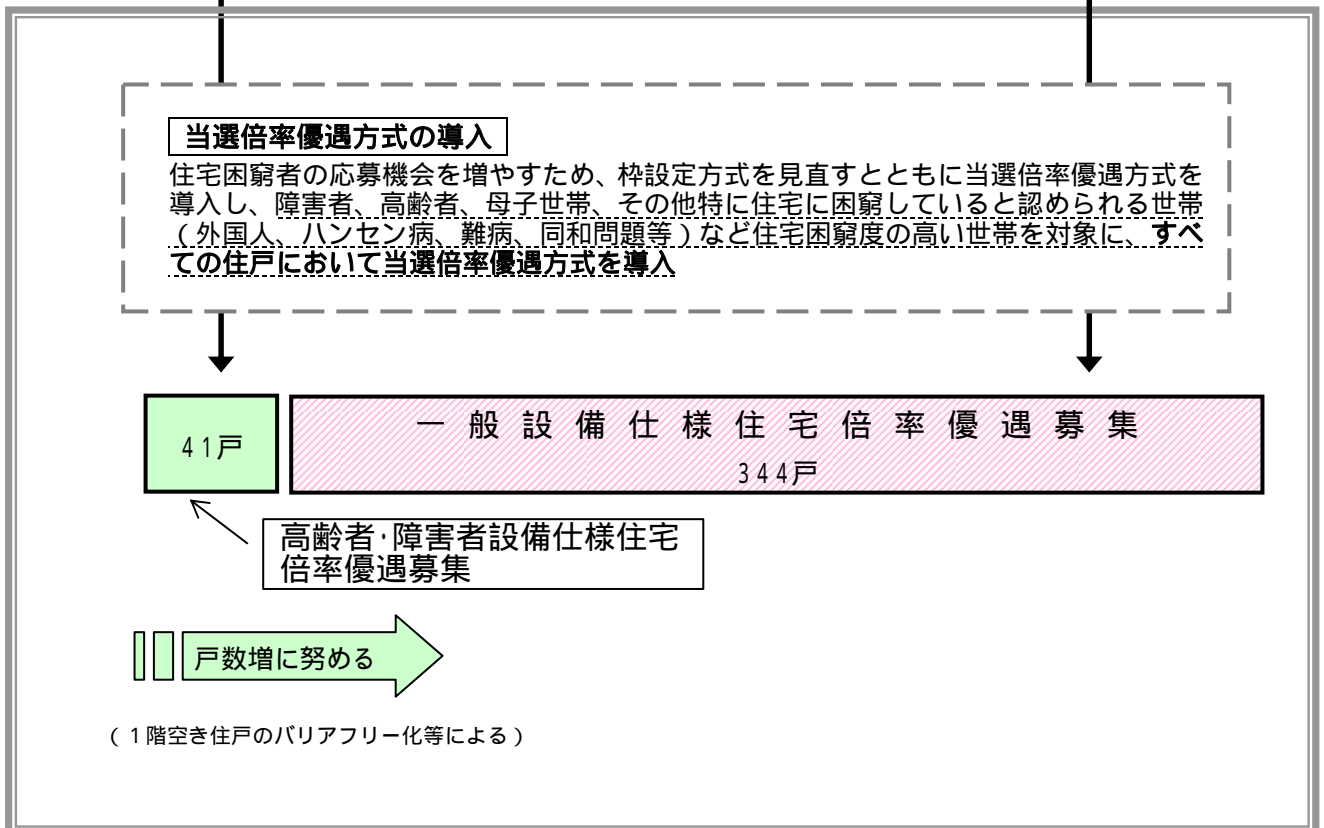 当選倍率優遇方式の導入
住宅困窮者の応募機会を増やすため、枠設定方式を見直すとともに当選倍率優遇方式を
導入し、障害者、高齢者、母子世帯、その他特に住宅に困窮していると認められる世帯
(外国人、ハンセン病、難病、同和問題等)など住宅困窮度の高い世帯を対象に、すべ
ての住戸において当選倍率優遇方式を導入
41戸
一般設備仕様住宅倍率優遇募集
344戸
高齢者・障害者設備仕様住宅
倍率優遇募集
戸数増に努める
(1階空き住戸のバリアフリー化等による)